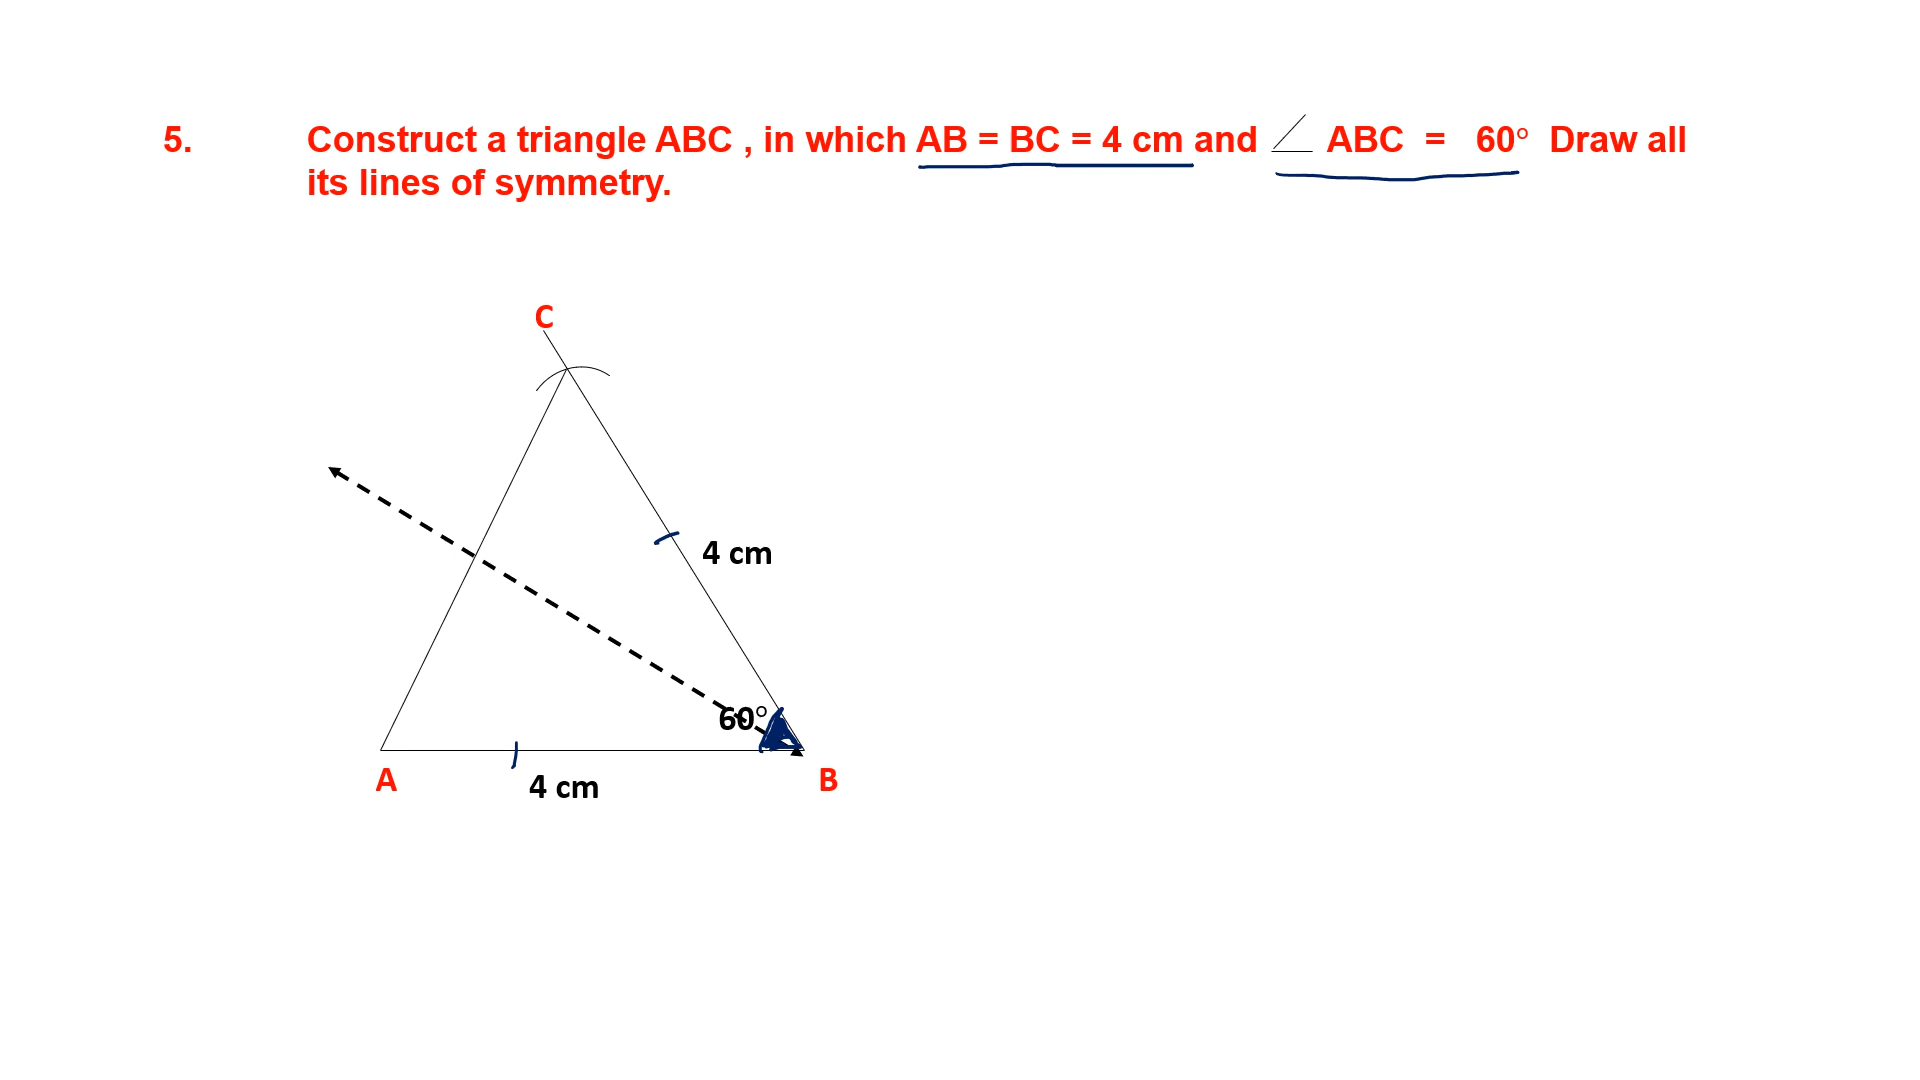 5. Construct a triangle ABC , in which AB = BC = 4 cm and ∠ ABC = 60° Draw all
its lines of symmetry.
C
4 cm
60°
A
B
4 cm